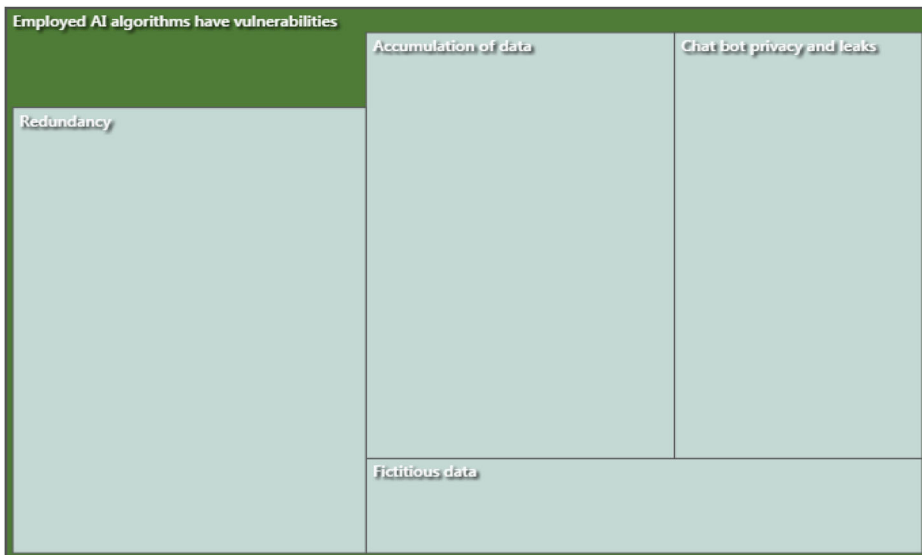 Employed AI algorithms have vulnerabilities
Accumulation of data
Chat bot privacy and leaks
Redundancy
Fictitious data